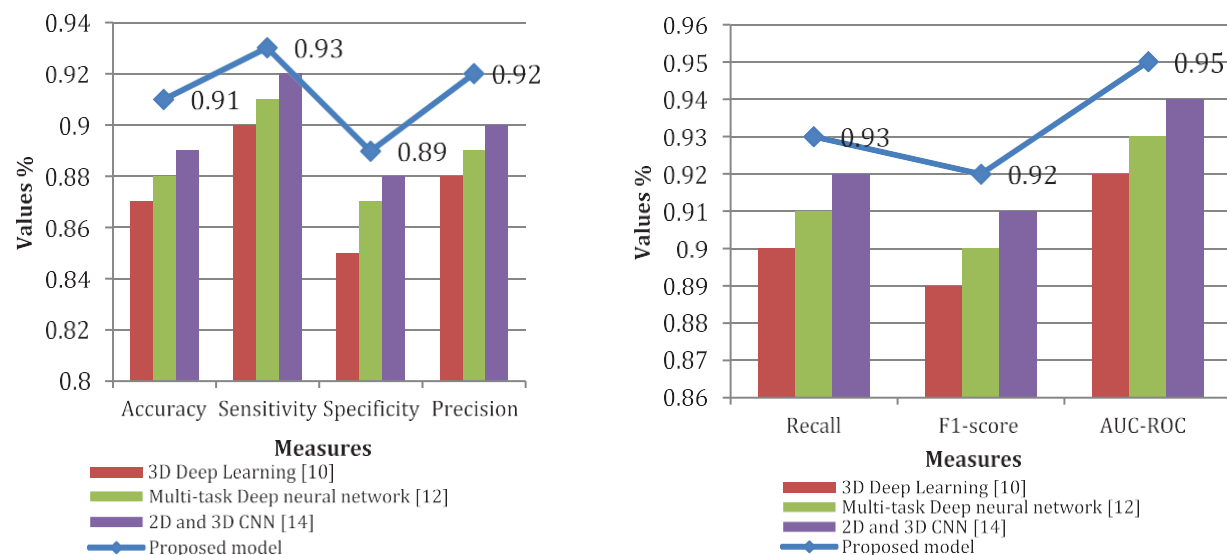 0.94
0.92
0.9
0.88
0.86
0.84
0.82
0.8
Values %
0.91
0.93
0.89
0.92
Accuracy Sensitivity Specificity Precision
Measures
3D Deep Learning [10]
Multi-task Deep neural network [12]
2D and 3D CNN [14]
Proposed model
0.96
0.95
0.94
0.93
0.92
0.91
0.9
0.89
0.88
0.87
0.86
Values %
0.93
0.92
0.95
Recall F1-score AUC-ROC
Measures
3D Deep Learning [10]
Multi-task Deep neural network [12]
2D and 3D CNN [14]
Proposed model